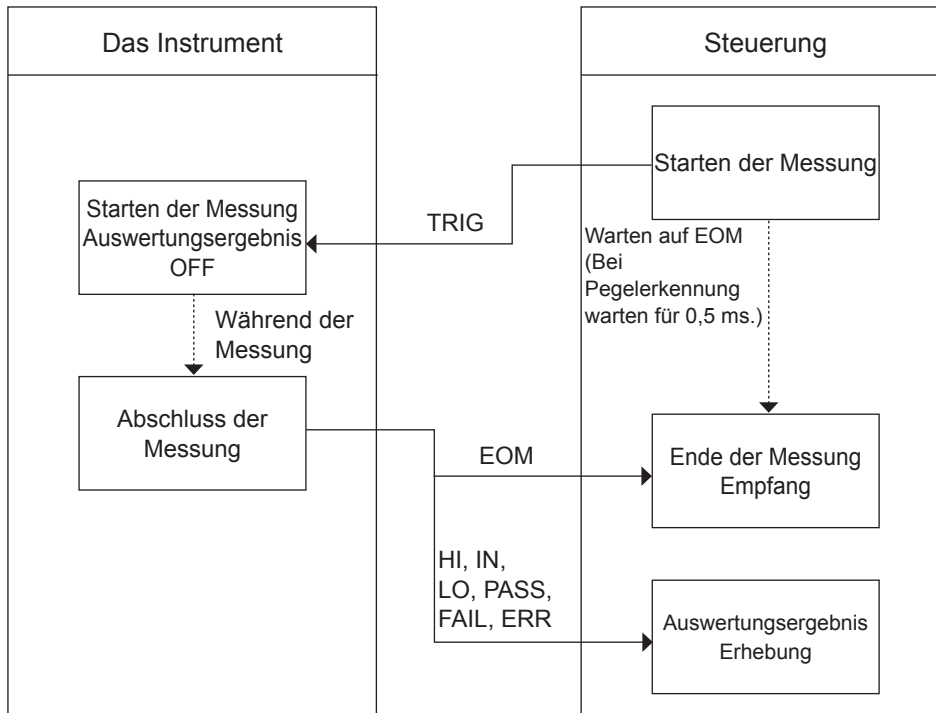 Das Instrument
Steuerung
Starten der Messung
Starten der Messung
Auswertungsergebnis
OFF
TRIG
Warten auf EOM
(Bei
Pegelerkennung
warten für 0,5 ms.)
Während der
Messung
Abschluss der
Messung
EOM
Ende der Messung
Empfang
HI, IN,
LO, PASS,
FAIL, ERR
Auswertungsergebnis
Erhebung